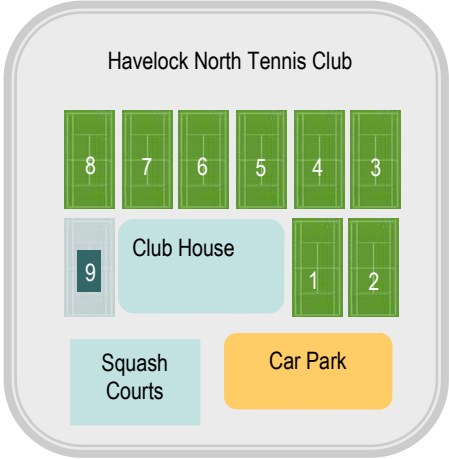 Havelock North Tennis Club
8 7 6 5 4 3
9 Club House 1 2
Squash
Courts
Car Park